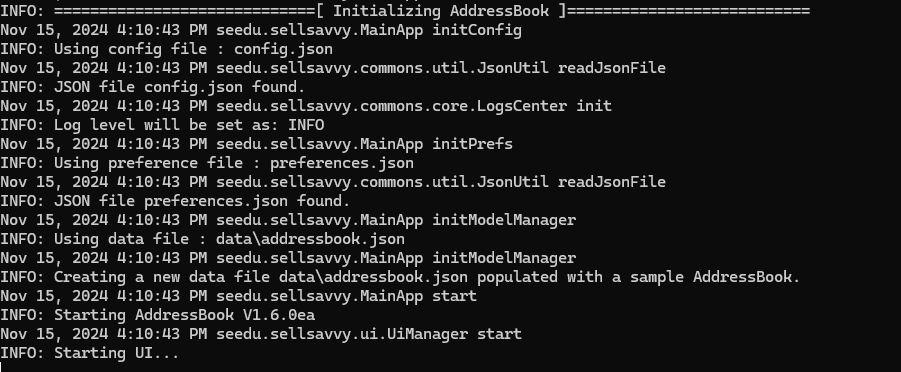 INFO: =============================[ Initializing AddressBook ]===========================
Nov 15, 2024 4:10:43 PM seedu.sellsavvy.MainApp initConfig
INFO: Using config file : config.json
Nov 15, 2024 4:10:43 PM seedu.sellsavvy.commons.util.JsonUtil readJsonFile
INFO: JSON file config.json found.
Nov 15, 2024 4:10:43 PM seedu.sellsavvy.commons.core.LogsCenter init
INFO: Log level will be set as: INFO
Nov 15, 2024 4:10:43 PM seedu.sellsavvy.MainApp initPrefs
INFO: Using preference file : preferences.json
Nov 15, 2024 4:10:43 PM seedu.sellsavvy.commons.util.JsonUtil readJsonFile
INFO: JSON file preferences.json found.
Nov 15, 2024 4:10:43 PM seedu.sellsavvy.MainApp initModelManager
INFO: Using data file : data\addressbook.json
Nov 15, 2024 4:10:43 PM seedu.sellsavvy.MainApp initModelManager
INFO: Creating a new data file data\addressbook.json populated with a sample AddressBook.
Nov 15, 2024 4:10:43 PM seedu.sellsavvy.MainApp start
INFO: Starting AddressBook V1.6.0ea
Nov 15, 2024 4:10:43 PM seedu.sellsavvy.ui.UiManager start
INFO: Starting UI...